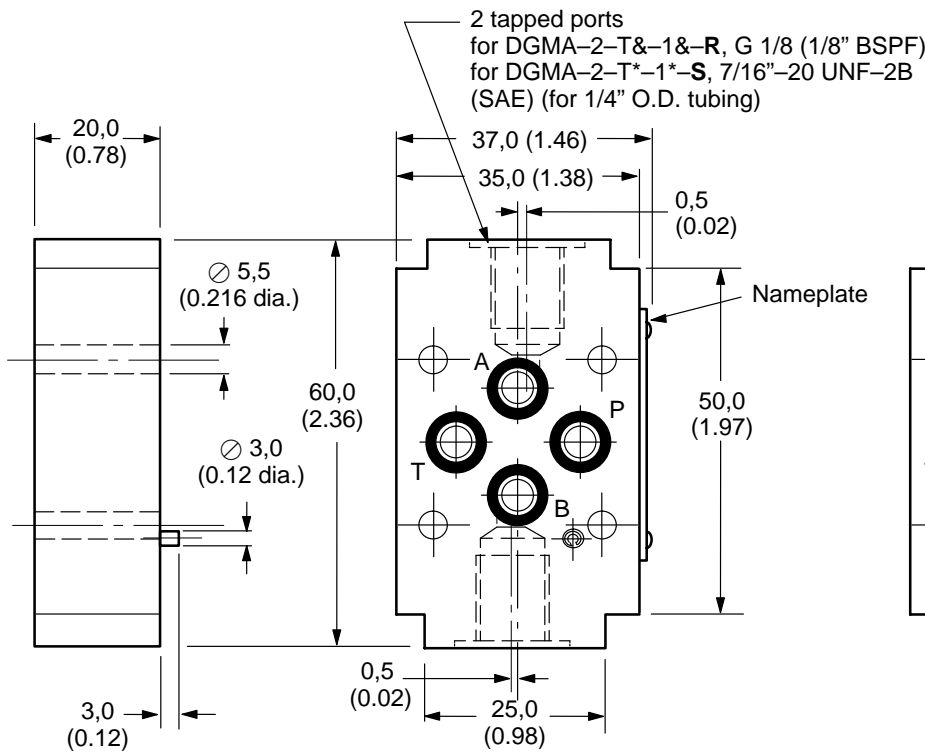 2 tapped ports
for DGMA–2–T&–1&–R, G 1/8 (1/8” BSPF)
for DGMA–2–T*–1*–S, 7/16”–20 UNF–2B
(SAE) (for 1/4” O.D. tubing)
20,0
(0.78)
37,0 (1.46)
35,0 (1.38)
0,5
(0.02)
∅ 5,5
(0.216 dia.)
Nameplate
A
60,0
(2.36)
P
50,0
(1.97)
∅ 3,0
(0.12 dia.)
T
B
0,5
(0.02)
3,0
(0.12)
25,0
(0.98)